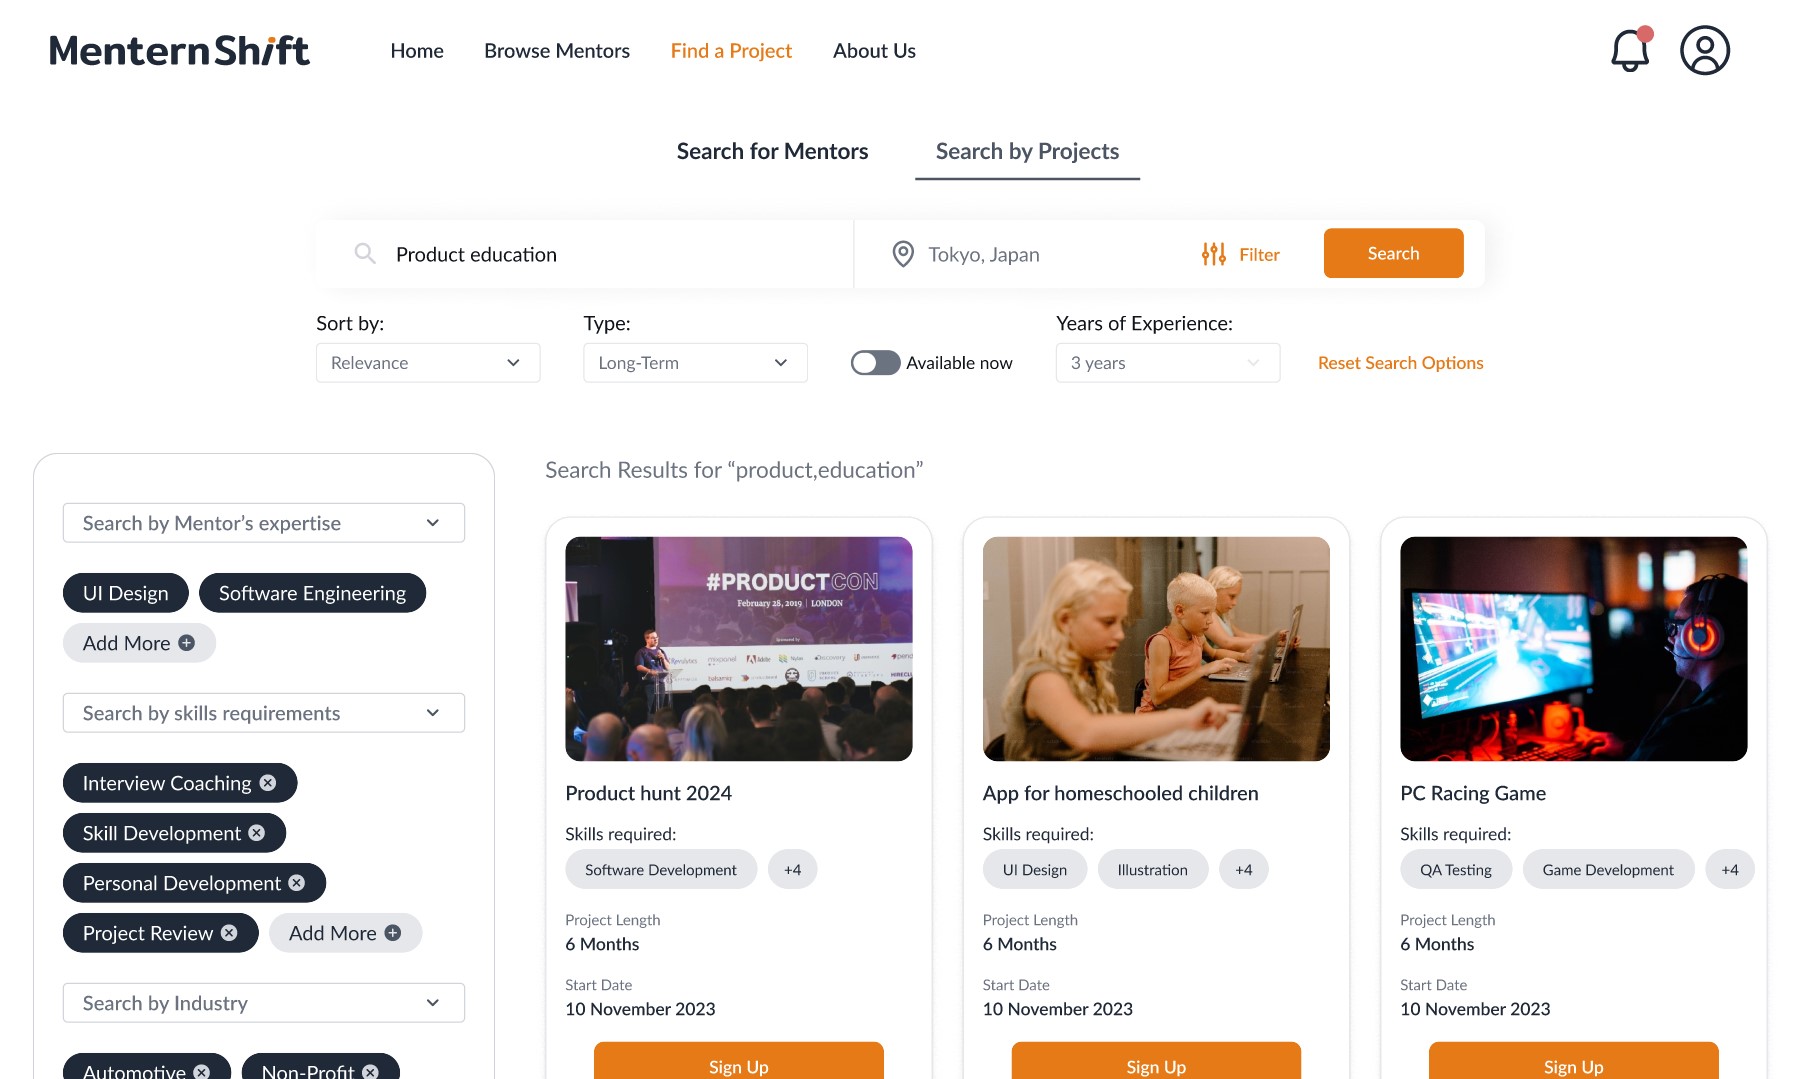 MenternShift
Home Browse Mentors Find a Project About Us
Search for Mentors Search by Projects
Product education Tokyo, Japan Filter Search
Sort by: Type: Years of Experience:
Relevance Long-Term Available now 3 years Reset Search Options
Search Results for “product,education”
Search by Mentor’s expertise
UI Design Software Engineering
Add More
Search by skills requirements
Interview Coaching
Skill Development
Personal Development
Project Review Add More
Search by Industry
Automotive Non-Profit
#PRODUCTCON
February 28, 2019 | LONDON
mixpanel Adobe
Product hunt 2024
Skills required:
Software Development +4
Project Length
6 Months
Start Date
10 November 2023
Sign Up
App for homeschooled children
Skills required:
UI Design Illustration +4
Project Length
6 Months
Start Date
10 November 2023
Sign Up
PC Racing Game
Skills required:
QA Testing Game Development +4
Project Length
6 Months
Start Date
10 November 2023
Sign Up